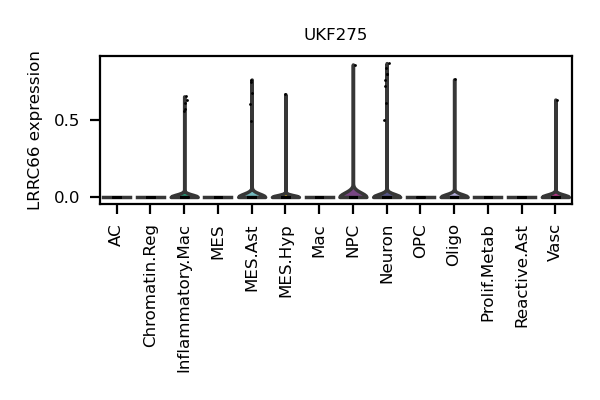 UKF275
LRRC66 expression
0.5
0.0
AC
Chromatin.Reg
Inflammatory.Mac
MES
MES.Ast
MES.Hyp
Mac
NPC
Neuron
OPC
Oligo
Prolif.Metab
Reactive.Ast
Vasc